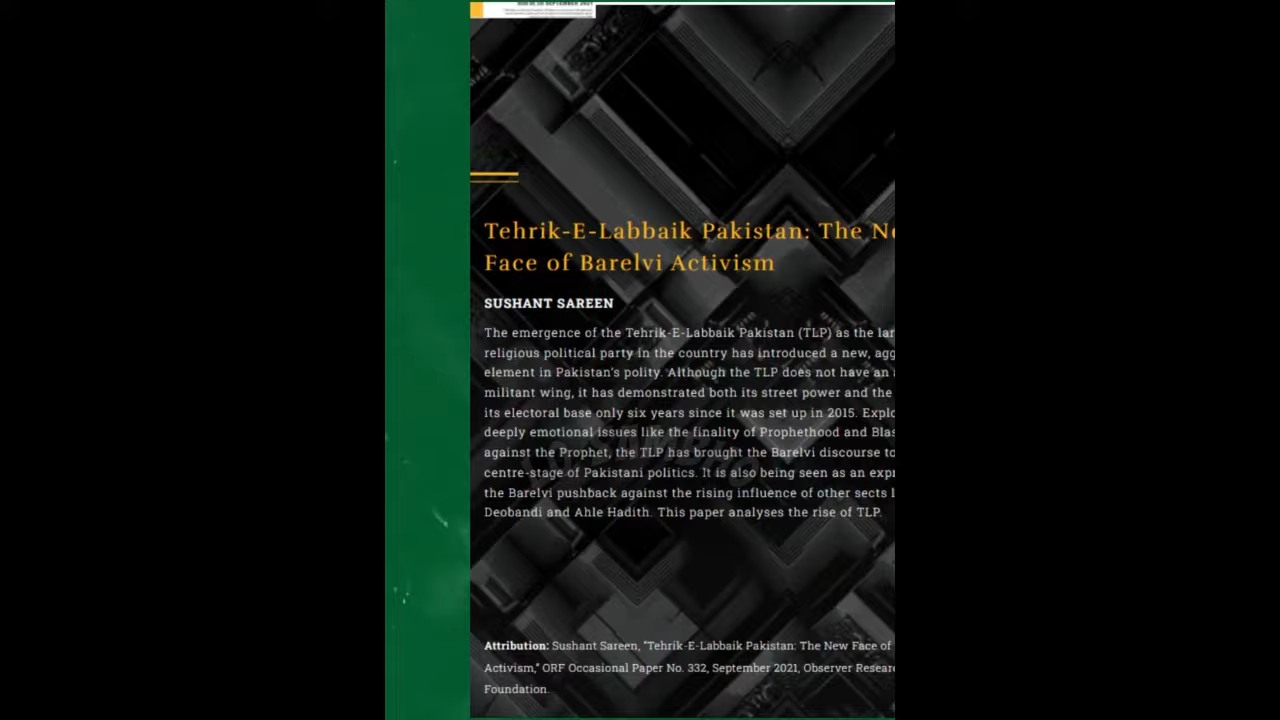 Tehrik-E-Labbaik Pakistan: The Ne
Face of Barelvi Activism
SUSHANT SAREEN
The emergence of the Tehrik-E-Labbaik Pakistan (TLP) as the lar
religious political party in the country has introduced a new, agg
element in Pakistan's polity. Although the TLP does not have an
militant wing, it has demonstrated both its street power and the
its electoral base only six years since it was set up in 2015. Explo
deeply emotional issues like the finality of Prophethood and Blas
against the Prophet, the TLP has brought the Barelvi discourse to
centre-stage of Pakistani politics. It is also being seen as an expr
the Barelvi pushback against the rising influence of other sects l
Deobandi and Ahle Hadith. This paper analyses the rise of TLP.
Attribution: Sushant Sareen, "Tehrik-E-Labbaik Pakistan: The New Face of
Activism," ORF Occasional Paper No. 332, September 2021, Observer Resear
Foundation.